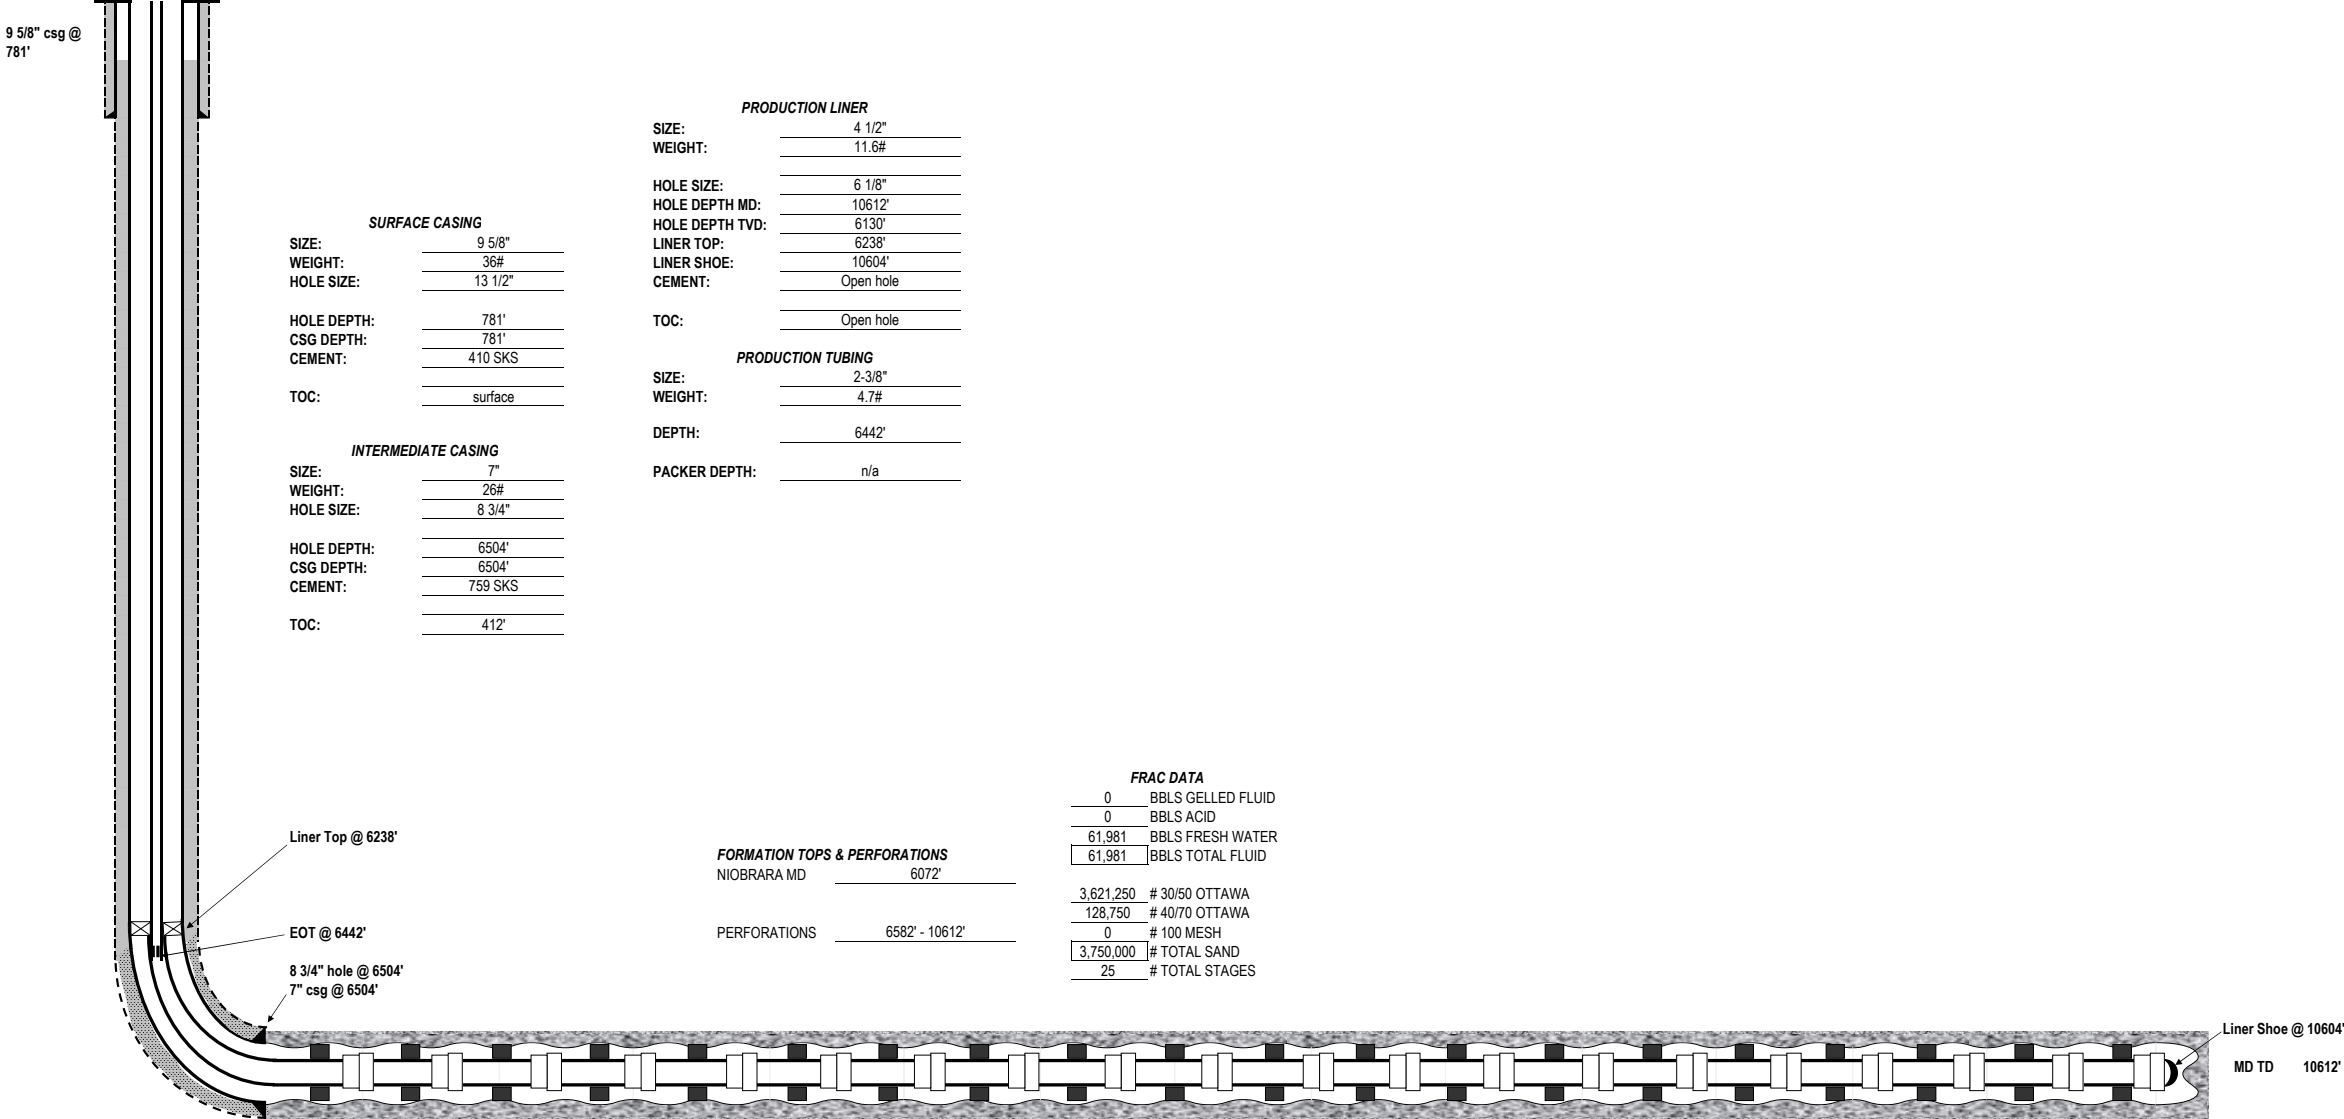 9 5/8" csg @
781'
SURFACE CASING
SIZE: 9 5/8"
WEIGHT: 36#
HOLE SIZE: 13 1/2"
HOLE DEPTH: 781'
CSG DEPTH: 781'
CEMENT: 410 SKS
TOC: surface
INTERMEDIATE CASING
SIZE: 7"
WEIGHT: 26#
HOLE SIZE: 8 3/4"
HOLE DEPTH: 6504'
CSG DEPTH: 6504'
CEMENT: 759 SKS
TOC: 412'
PRODUCTION LINER
SIZE: 4 1/2"
WEIGHT: 11.6#
HOLE SIZE: 6 1/8"
HOLE DEPTH MD: 10612'
HOLE DEPTH TVD: 6130'
LINER TOP: 6238'
LINER SHOE: 10604'
CEMENT: Open hole
TOC: Open hole
PRODUCTION TUBING
SIZE: 2-3/8"
WEIGHT: 4.7#
DEPTH: 6442'
PACKER DEPTH: n/a
Liner Top @ 6238'
EOT @ 6442'
8 3/4" hole @ 6504'
7" csg @ 6504'
FORMATION TOPS & PERFORATIONS
NIOBRARA MD 6072'
PERFORATIONS 6582' - 10612'
FRAC DATA
0 BBLS GELLED FLUID
0 BBLS ACID
61,981 BBLS FRESH WATER
61,981 BBLS TOTAL FLUID
3,621,250 # 30/50 OTTAWA
128,750 # 40/70 OTTAWA
0 # 100 MESH
3,750,000 # TOTAL SAND
25 # TOTAL STAGES
Liner Shoe @ 10604'
MD TD 10612'